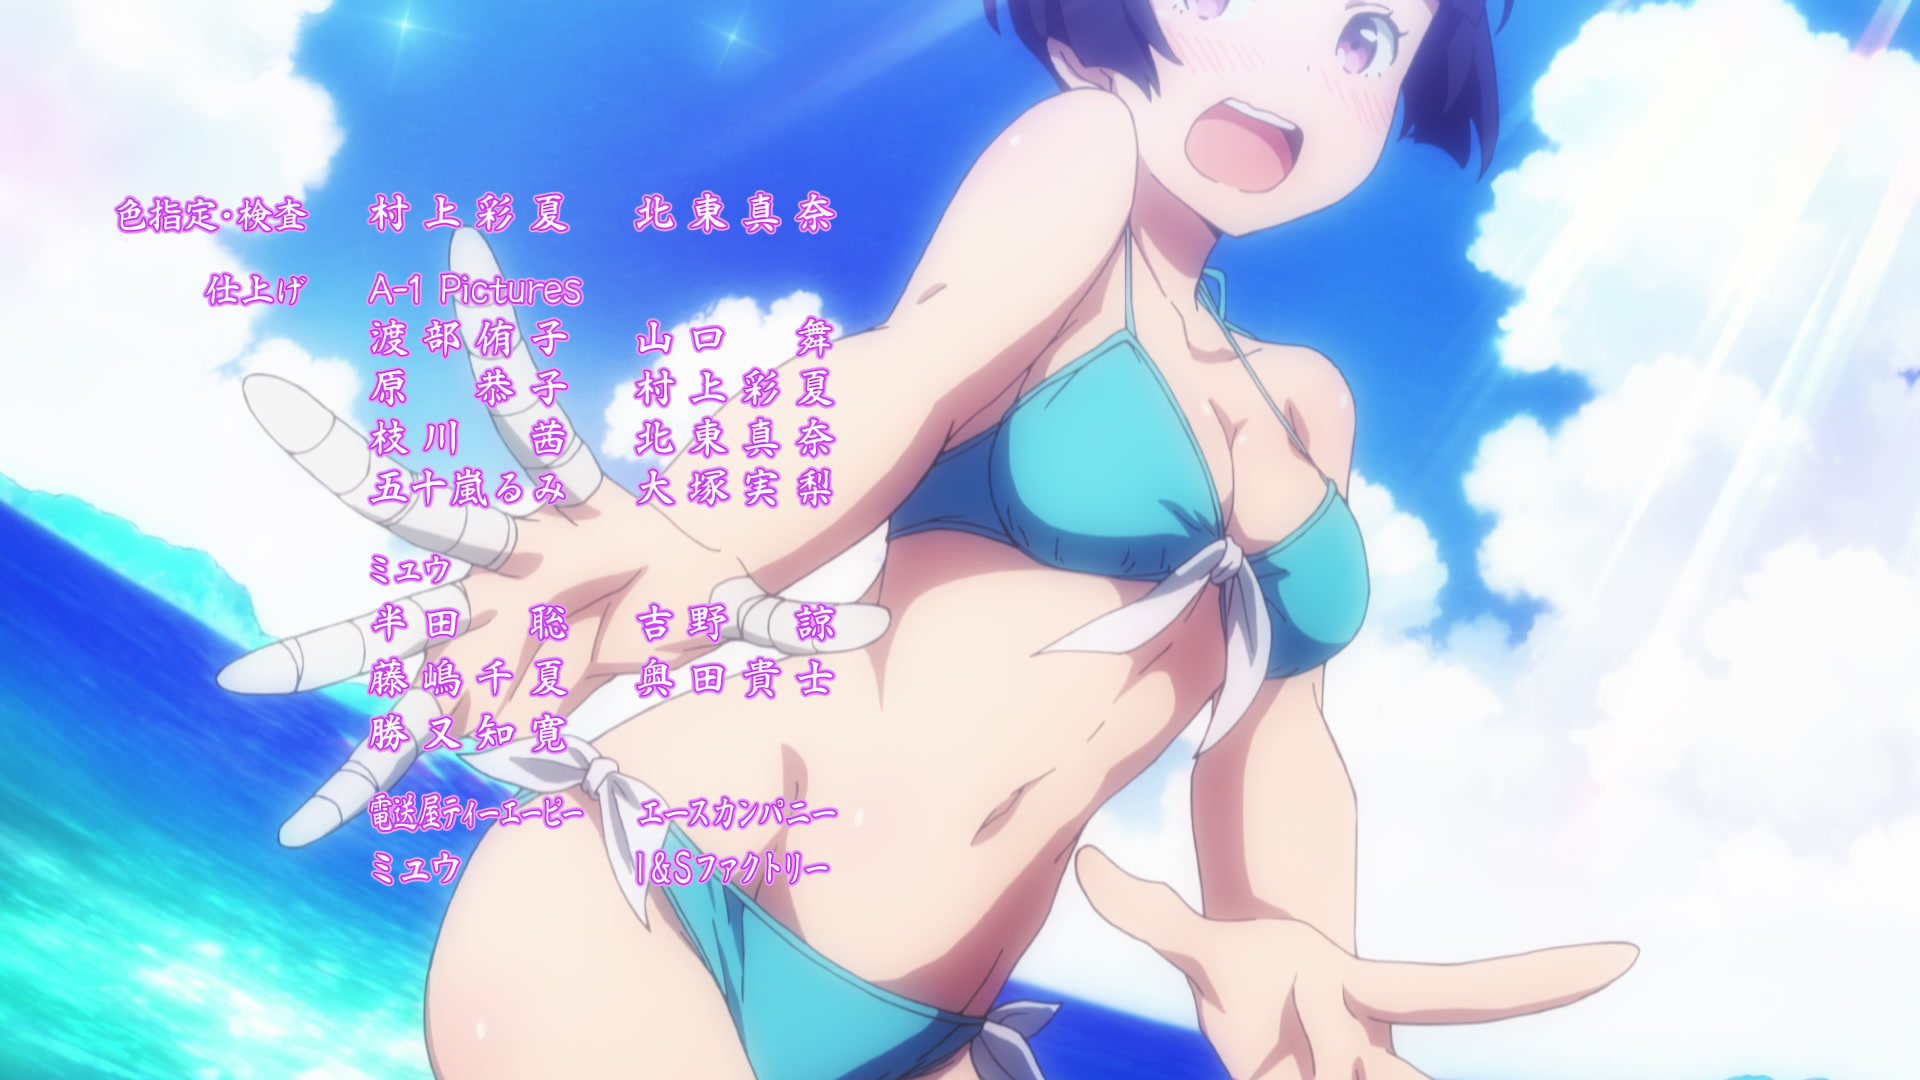 色指定・検査 村上彩夏 北東真奈
仕上げ A-1 Pictures
渡部侑子 山口舞
原恭子 村上彩夏
枝川茜 北東真奈
五十嵐るみ 大塚実梨
ミュウ
半田聡 吉野諒
藤嶋千夏 奥田貴士
勝又知寛
電送屋ティーエーピー エースカンパニー
ミュウ I&Sファクトリー